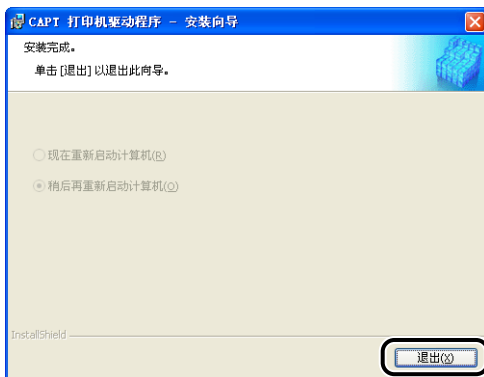 CAPT 打印机驱动程序 - 安装向导
安装完成。
单击[退出]以退出此向导。
现在重新启动计算机(R)
稍后再重新启动计算机(O)
InstallShield
退出(X)